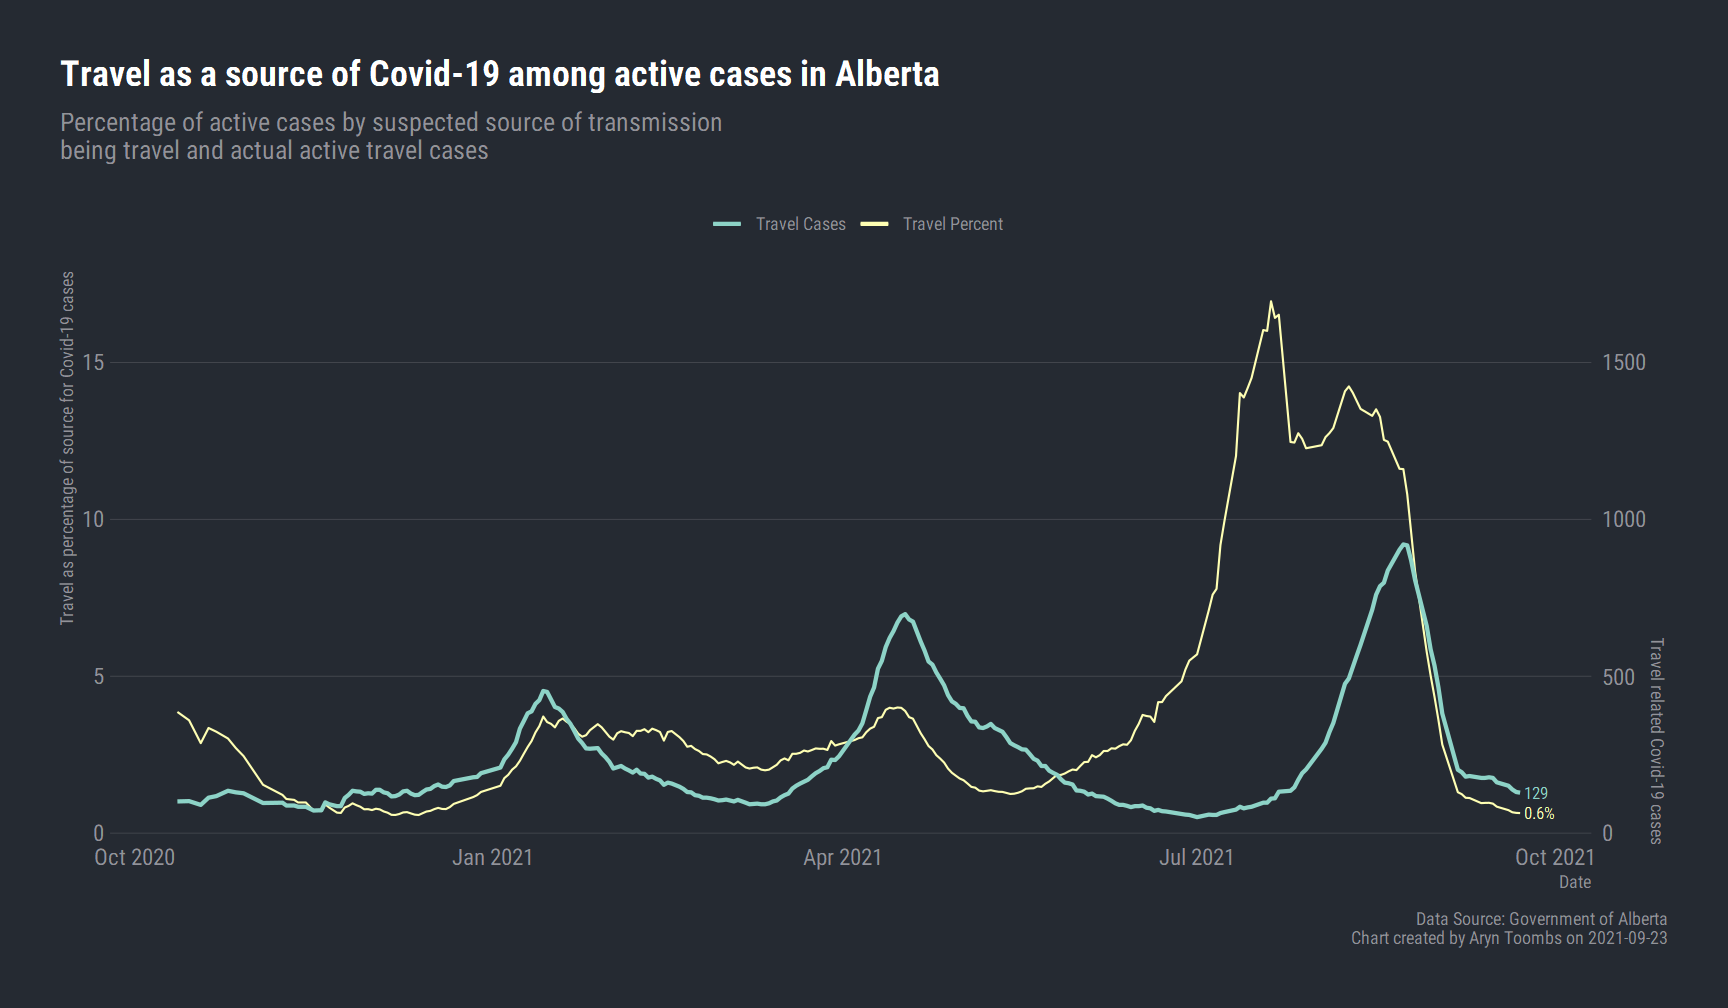 Travel as a source of Covid-19 among active cases in Alberta
Percentage of active cases by suspected source of transmission
being travel and actual active travel cases
Travel Cases
Travel Percent
Travel as percentage of source for Covid-19 cases
15
10
5
0
1500
1000
500
0
Travel related Covid-19 cases
129
0.6%
Oct 2020
Jan 2021
Apr 2021
Jul 2021
Oct 2021
Date
Data Source: Government of Alberta
Chart created by Aryn Toombs on 2021-09-23